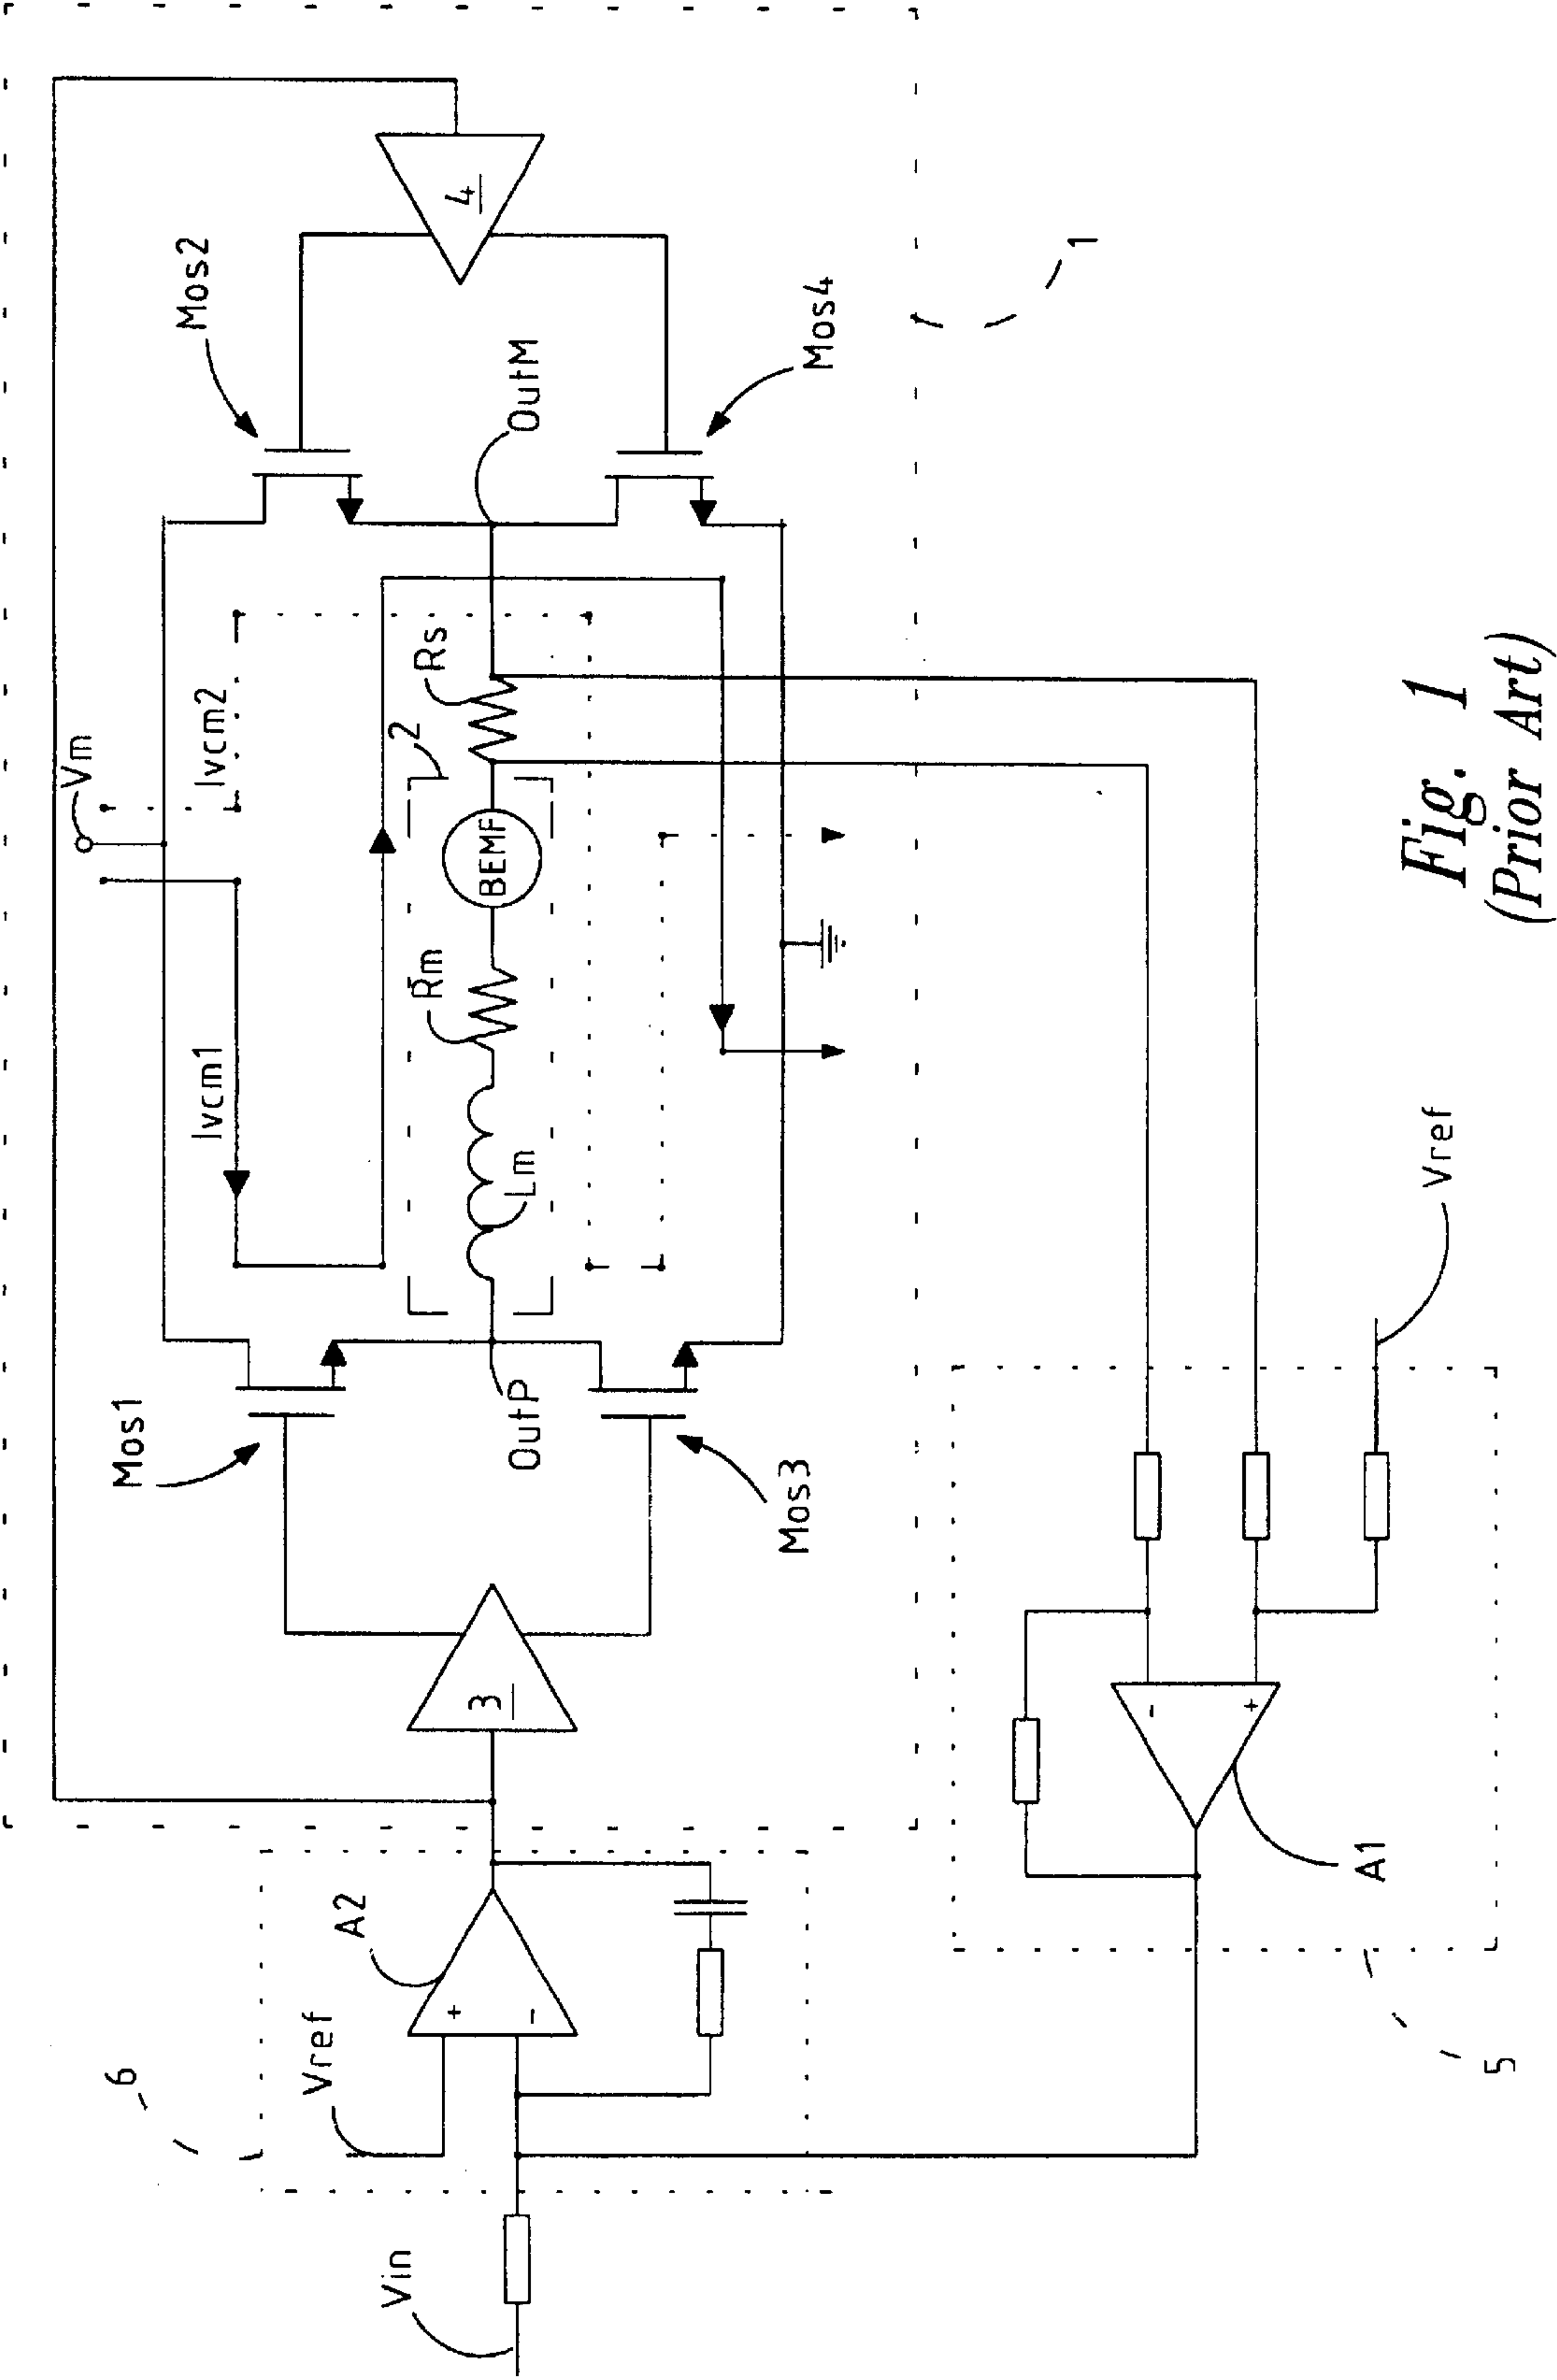 Vm
Mos1
Ivcm1
Ivcm2
Mos2
Rm
2
Rs
Lm
BEMF
OutP
OutM
Mos3
Mos4
3
4
6
Vref
A2
+
-
Vin
1
5
A1
-
+
Vref
Fig. 1
(Prior Art)